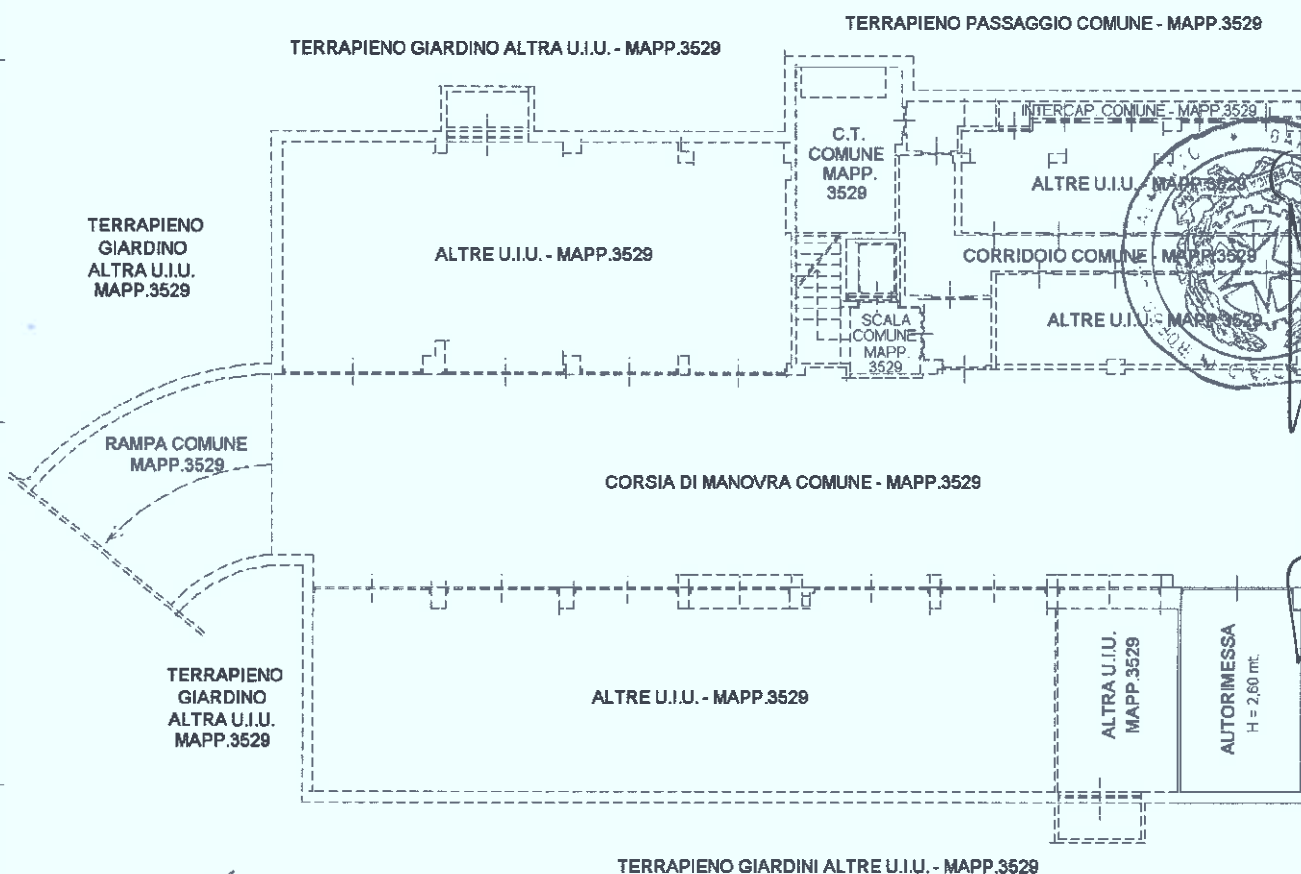 TERRAPIENO PASSAGGIO COMUNE - MAPP.3529
TERRAPIENO GIARDINO ALTRA U.I.U. - MAPP.3529
INTERCAP. COMUNE - MAPP.3529
C.T.
COMUNE
MAPP.
3529
ALTRE U.I.U. - MAPP.3529
TERRAPIENO
GIARDINO
ALTRA U.I.U.
MAPP.3529
ALTRE U.I.U. - MAPP.3529
CORRIDOIO COMUNE - MAPP.3529
SCALA
COMUNE
MAPP.
3529
ALTRE U.I.U. - MAPP.3529
RAMPA COMUNE
MAPP.3529
CORSIA DI MANOVRA COMUNE - MAPP.3529
TERRAPIENO
GIARDINO
ALTRA U.I.U.
MAPP.3529
ALTRE U.I.U. - MAPP.3529
ALTRA U.I.U.
MAPP.3529
AUTORIMESSA
H = 2,60 mt.
TERRAPIENO GIARDINI ALTRE U.I.U. - MAPP.3529